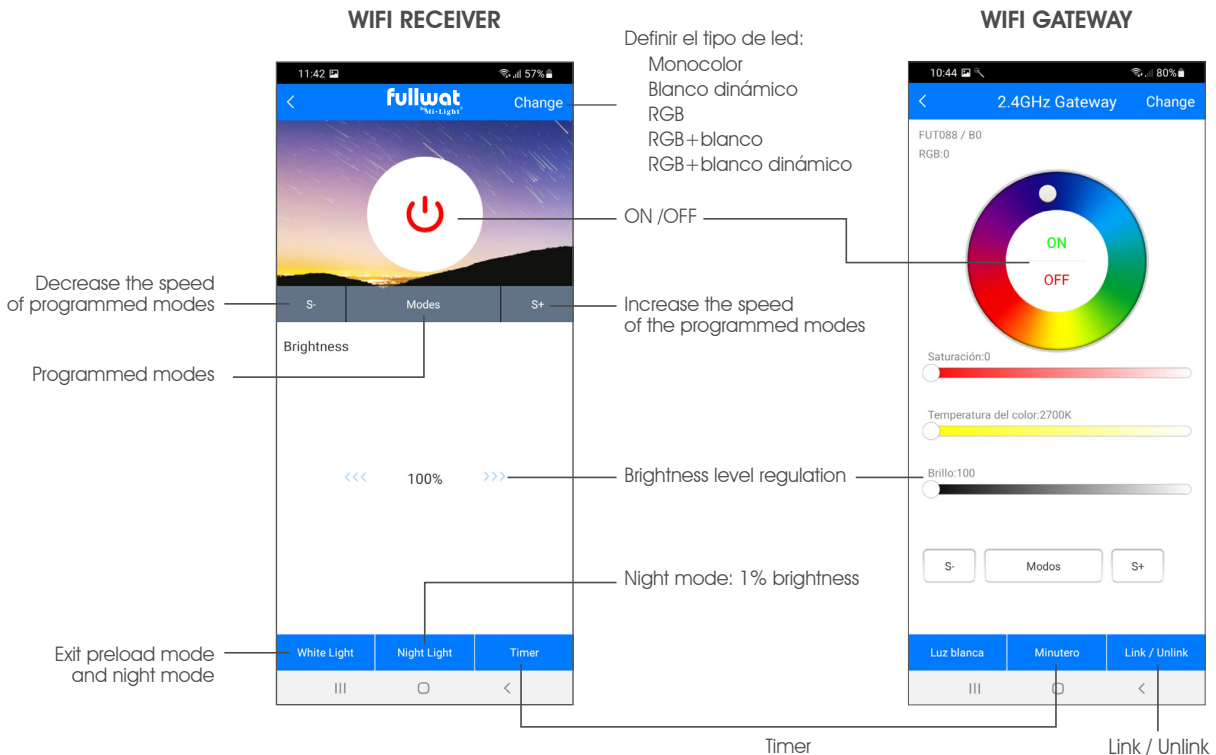 WIFI RECEIVER
WIFI GATEWAY
Definir el tipo de led:
Monocolor
Blanco dinámico
RGB
RGB+blanco
RGB+blanco dinámico
ON /OFF
Increase the speed
of the programmed modes
Brightness level regulation
Night mode: 1% brightness
Decrease the speed
of programmed modes
Programmed modes
Exit preload mode
and night mode
11:42
57%
fullwat
by Mi·Light
Change
S-
Modes
S+
Brightness
<<<
100%
>>>
White Light
Night Light
Timer
10:44
80%
2.4GHz Gateway
Change
FUT088 / B0
RGB:0
ON
OFF
Saturación:0
Temperatura del color:2700K
Brillo:100
S-
Modos
S+
Luz blanca
Minutero
Link / Unlink
Timer
Link / Unlink